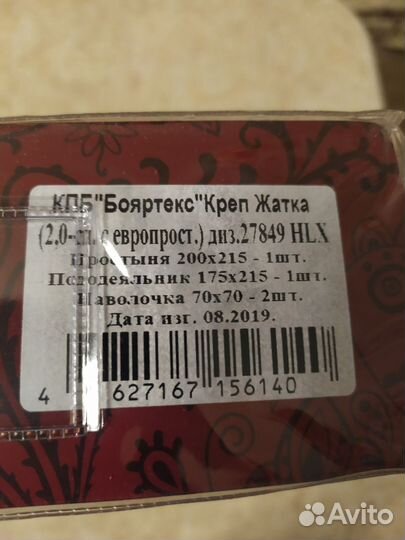 КПБ"Бояртекс"Креп Жатка
(2.0-сп. с европрост.) диз.27849 HLX
Простыня 200х215 - 1шт.
Пододеяльник 175х215 - 1шт.
Наволочка 70х70 - 2шт.
Дата изг. 08.2019.
4 627167 156140
Avito